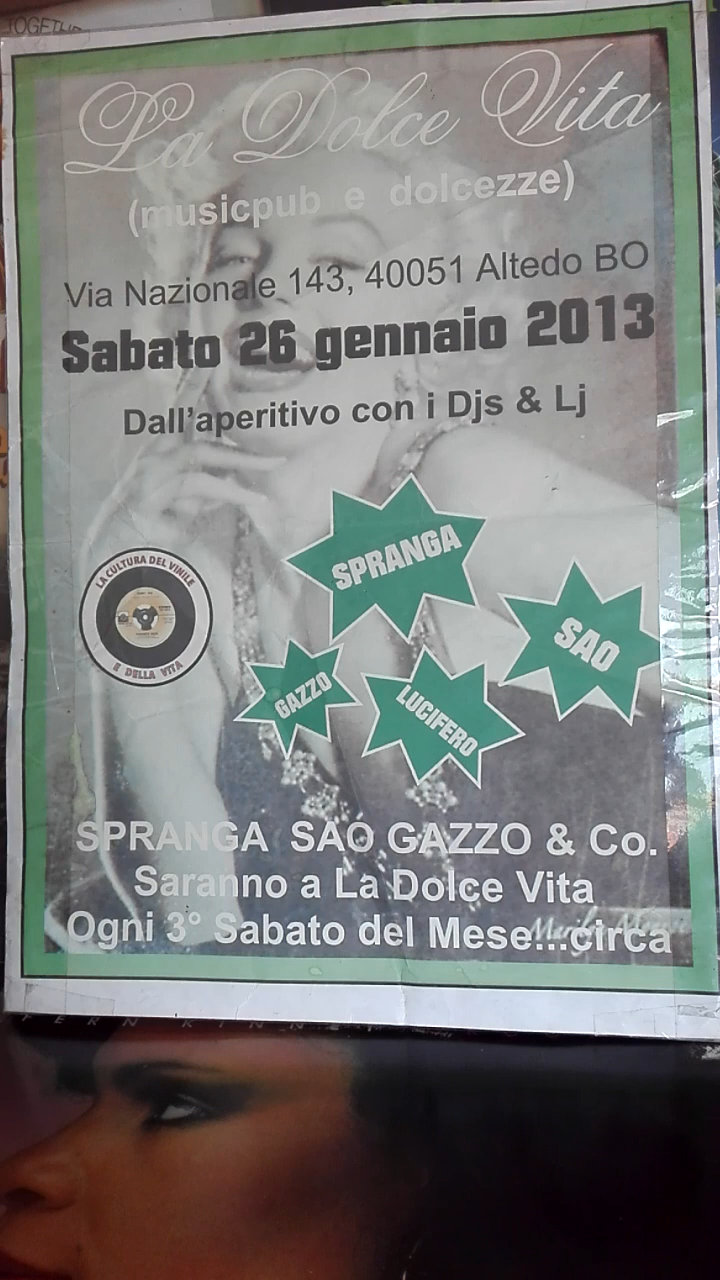 TOGETHE
La Dolce Vita
(musicpub e dolcezze)
Via Nazionale 143, 40051 Altedo BO
Sabato 26 gennaio 2013
Dall'aperitivo con i Djs & Lj
SPRANGA
LA CULTURA DEL VINILE
E DELLA VITA
SAO
GAZZO
LUCIFERO
SPRANGA SAO GAZZO & Co.
Saranno a La Dolce Vita
Ogni 3° Sabato del Mese...circa